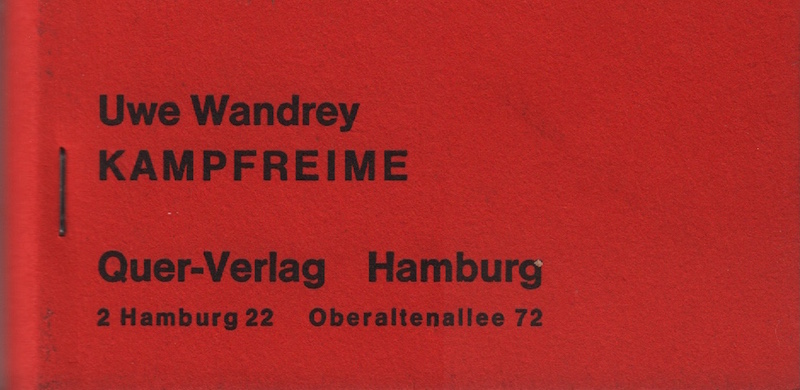 Uwe Wandrey
KAMPFREIME
Quer-Verlag Hamburg
2 Hamburg 22 Oberaltenallee 72